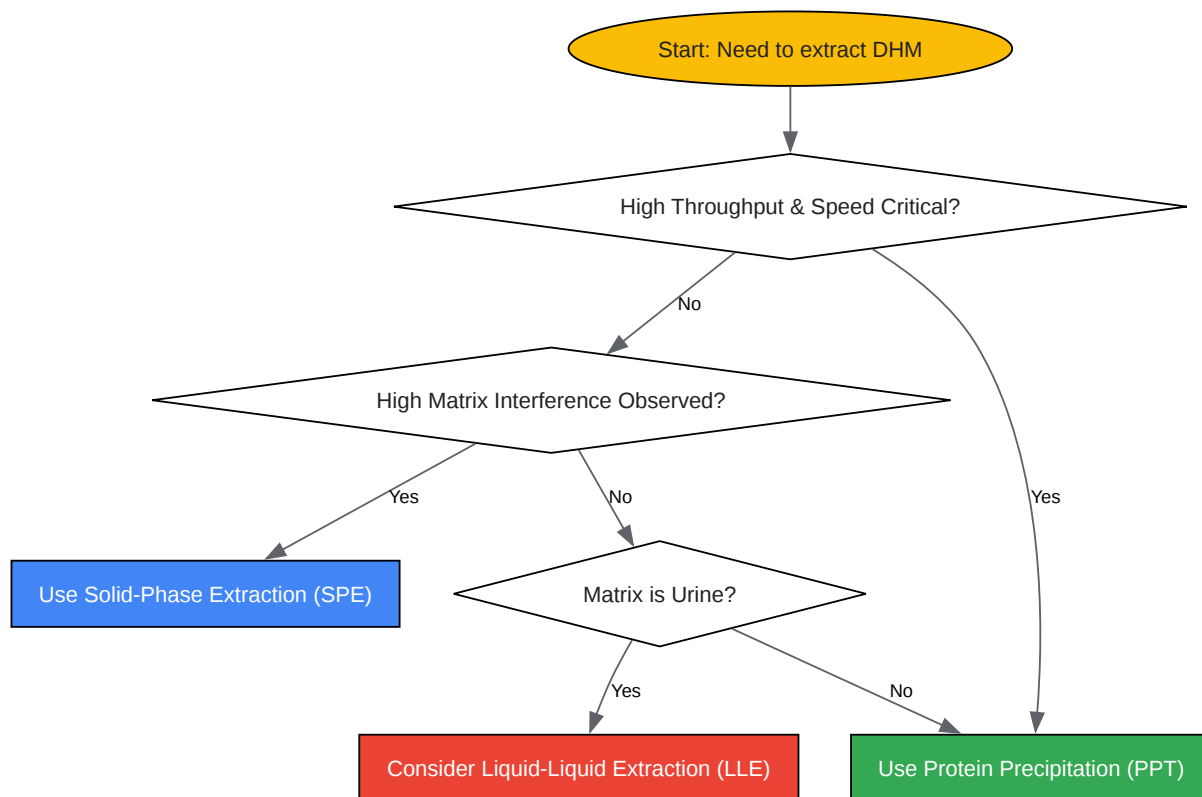 Start: Need to extract DHM
High Throughput & Speed Critical?
No
High Matrix Interference Observed?
Yes
No
Yes
Use Solid-Phase Extraction (SPE)
Matrix is Urine?
Yes
No
Consider Liquid-Liquid Extraction (LLE)
Use Protein Precipitation (PPT)